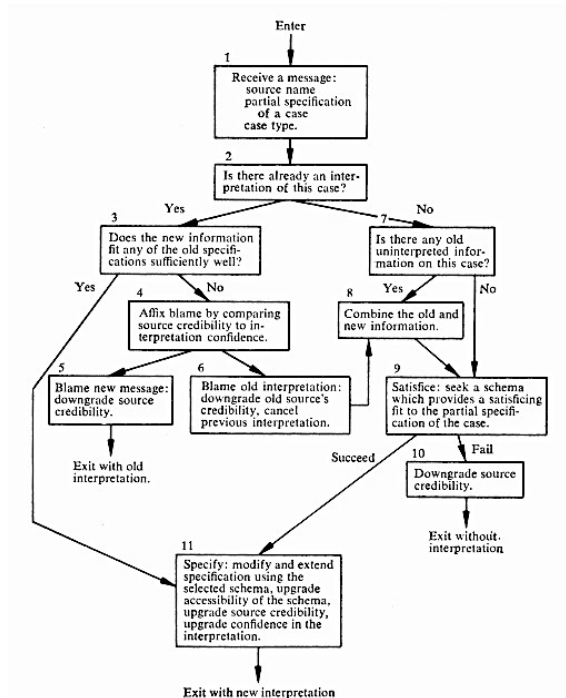 Enter
1
Receive a message:
source name
partial specification
of a case
case type.
2
Is there already an inter-
pretation of this case?
Yes
No
3
Does the new information
fit any of the old specifi-
cations sufficiently well?
7
Is there any old
uninterpreted infor-
mation on this case?
Yes
No
Yes
No
4
Affix blame by comparing
source credibility to in-
terpretation confidence.
8
Combine the old and
new information.
5
Blame new message:
downgrade source
credibility.
6
Blame old interpretation:
downgrade old source's
credibility, cancel
previous interpretation.
9
Satisfice: seek a schema
which provides a satisficing
fit to the partial specifi-
cation of the case.
Exit with old
interpretation.
Succeed
Fail
10
Downgrade source
credibility.
Exit without
interpretation
11
Specify: modify and extend
specification using the
selected schema, upgrade
accessibility of the schema,
upgrade source credibility,
upgrade confidence in the
interpretation.
Exit with new interpretation